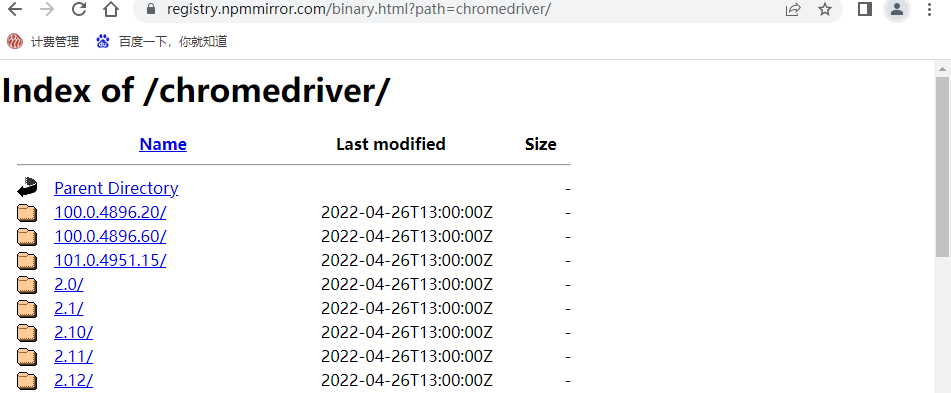 registry.npmmirror.com/binary.html?path=chromedriver/
计费管理 百度一下，你就知道
Index of /chromedriver/
Name Last modified Size
Parent Directory -
100.0.4896.20/ 2022-04-26T13:00:00Z -
100.0.4896.60/ 2022-04-26T13:00:00Z -
101.0.4951.15/ 2022-04-26T13:00:00Z -
2.0/ 2022-04-26T13:00:00Z -
2.1/ 2022-04-26T13:00:00Z -
2.10/ 2022-04-26T13:00:00Z -
2.11/ 2022-04-26T13:00:00Z -
2.12/ 2022-04-26T13:00:00Z -